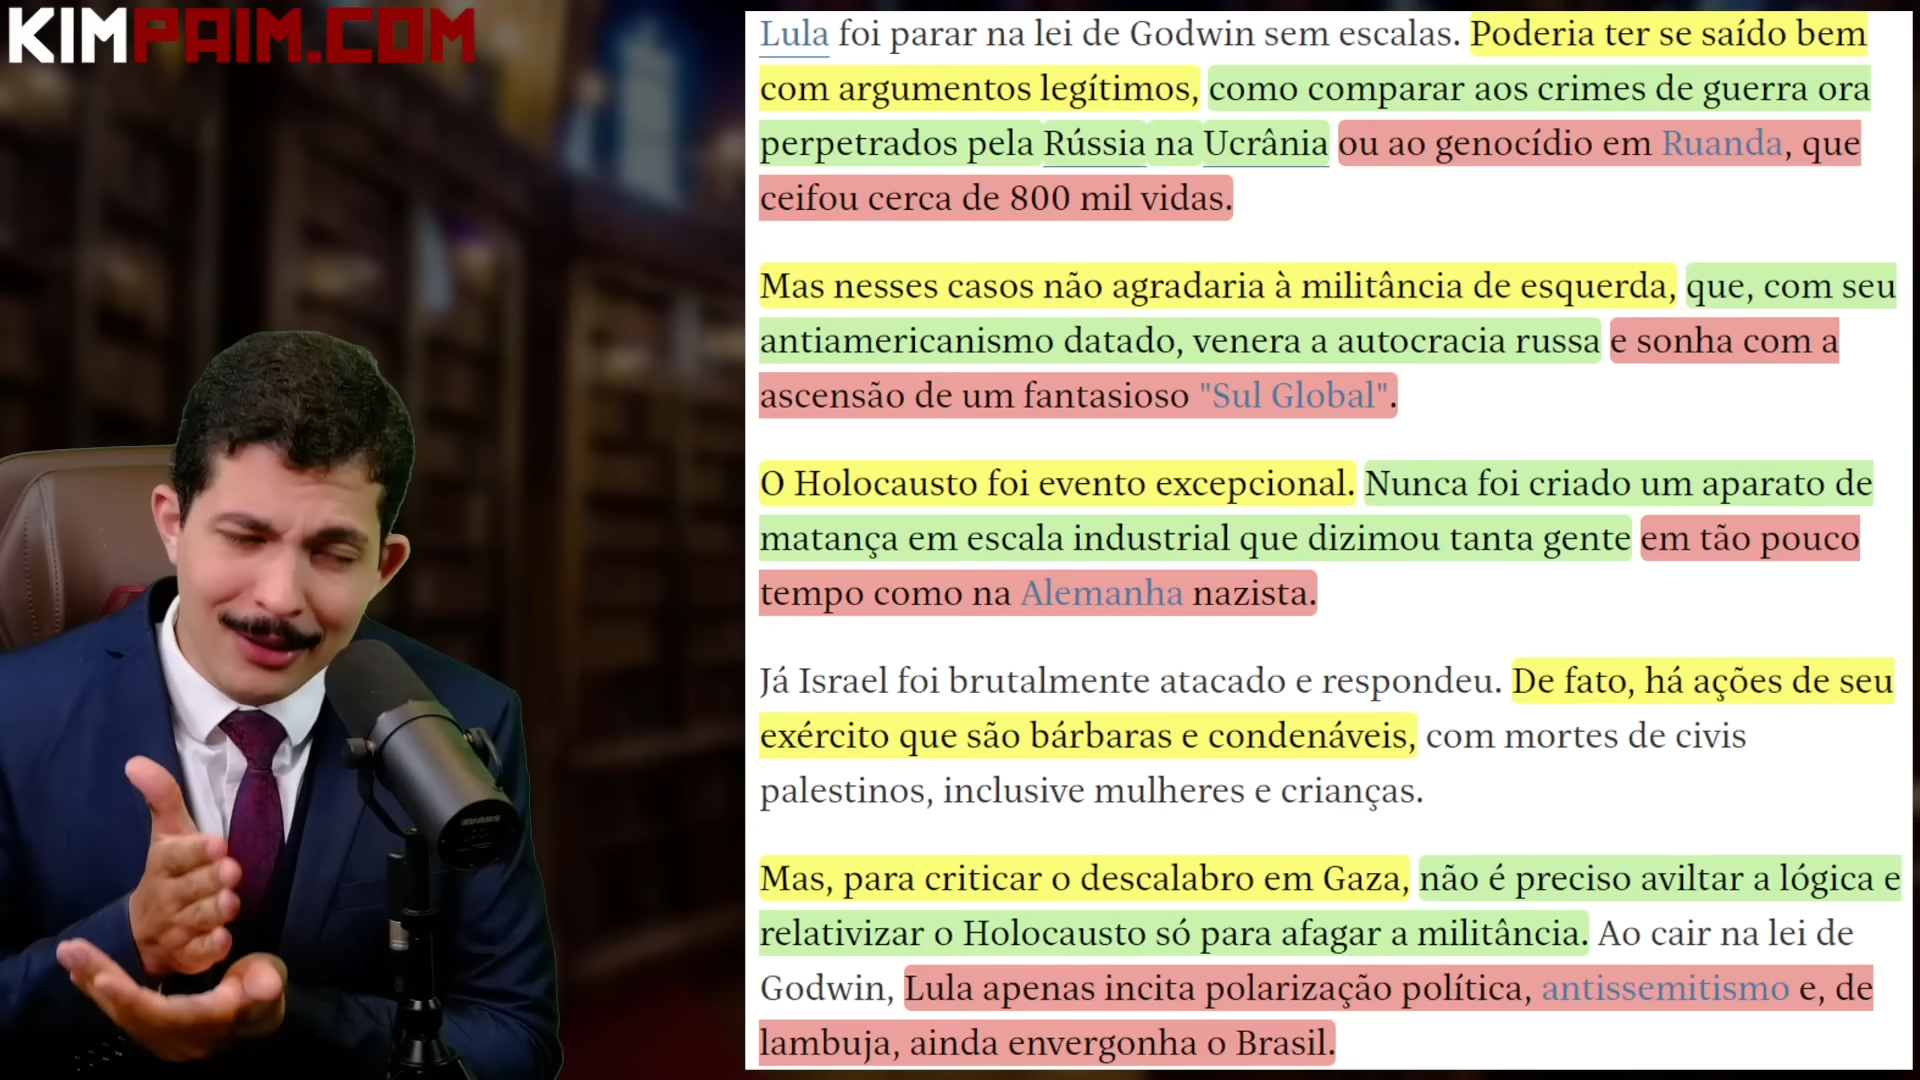 KIMPAIM.COM
Lula foi parar na lei de Godwin sem escalas. Poderia ter se saído bem
com argumentos legítimos, como comparar aos crimes de guerra ora
perpetrados pela Rússia na Ucrânia ou ao genocídio em Ruanda, que
ceifou cerca de 800 mil vidas.
Mas nesses casos não agradaria à militância de esquerda, que, com seu
antiamericanismo datado, venera a autocracia russa e sonha com a
ascensão de um fantasioso "Sul Global".
O Holocausto foi evento excepcional. Nunca foi criado um aparato de
matança em escala industrial que dizimou tanta gente em tão pouco
tempo como na Alemanha nazista.
Já Israel foi brutalmente atacado e respondeu. De fato, há ações de seu
exército que são bárbaras e condenáveis, com mortes de civis
palestinos, inclusive mulheres e crianças.
Mas, para criticar o descalabro em Gaza, não é preciso aviltar a lógica e
relativizar o Holocausto só para afagar a militância. Ao cair na lei de
Godwin, Lula apenas incita polarização política, antissemitismo e, de
lambuja, ainda envergonha o Brasil.